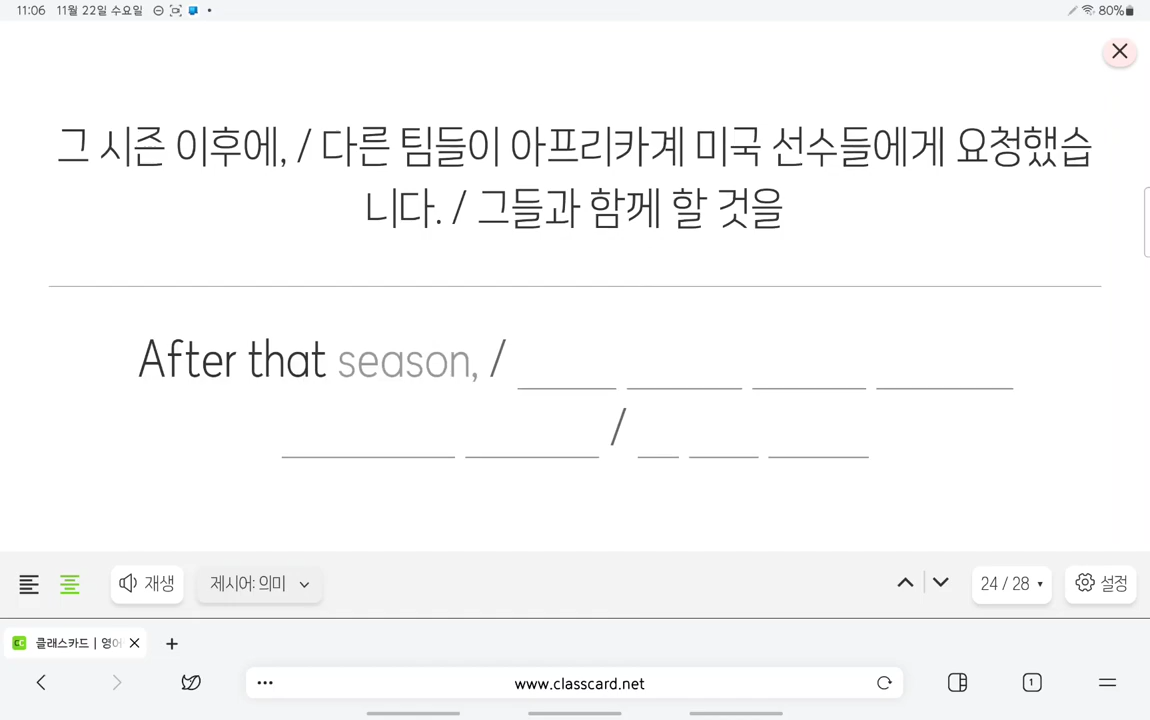 11:06 11월 22일 수요일
80%
그 시즌 이후에, / 다른 팀들이 아프리카계 미국 선수들에게 요청했습
니다. / 그들과 함께 할 것을
After that season, /
/
재생
제시어: 의미
24 / 28
설정
클래스카드 | 영어
www.classcard.net
1